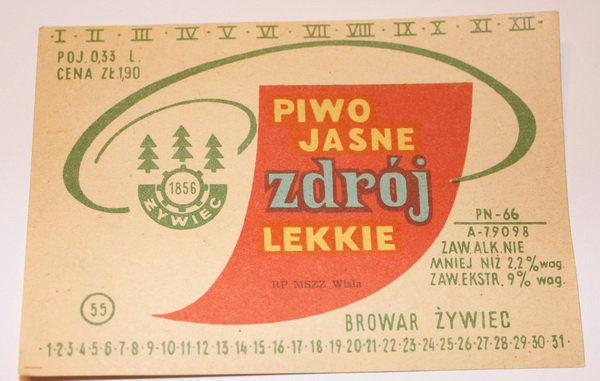 · I · II · III · IV · V · VI · VII · VIII · IX · X · XI · XII ·
POJ. 0,33 L.
CENA ZŁ 1,90
PIWO
JASNE
zdrój
LEKKIE
1856
ŻYWIEC
PN-66
A-79098
ZAW. ALK. NIE
MNIEJ NIŻ 2,2% wag.
ZAW. EKSTR. 9% wag.
RP MSZZ Wisła
55
BROWAR ŻYWIEC
·1·2·3·4·5·6·7·8·9·10·11·12·13·14·15·16·17·18·19·20·21·22·23·24·25·26·27·28·29·30·31·